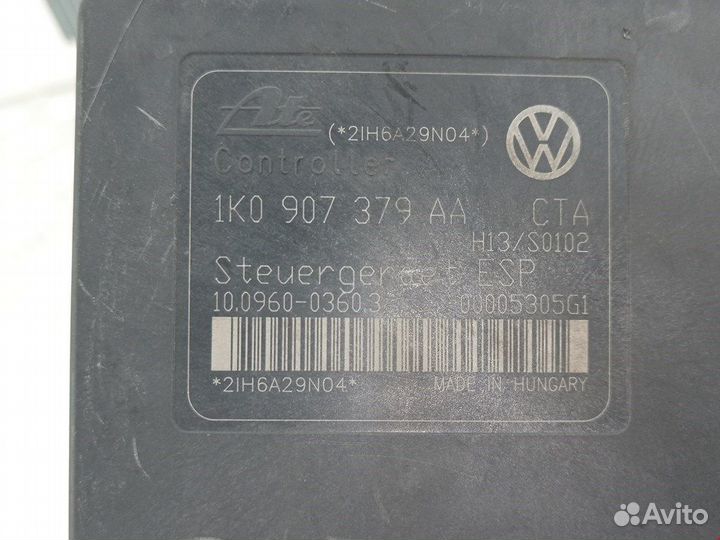 Ate (*2IH6A29N04*)
Controller
1K0 907 379 AA CTA
H13/S0102
Steuergeraet ESP
10.0960-0360.3 00005305G1
*2IH6A29N04* MADE IN HUNGARY
Avito